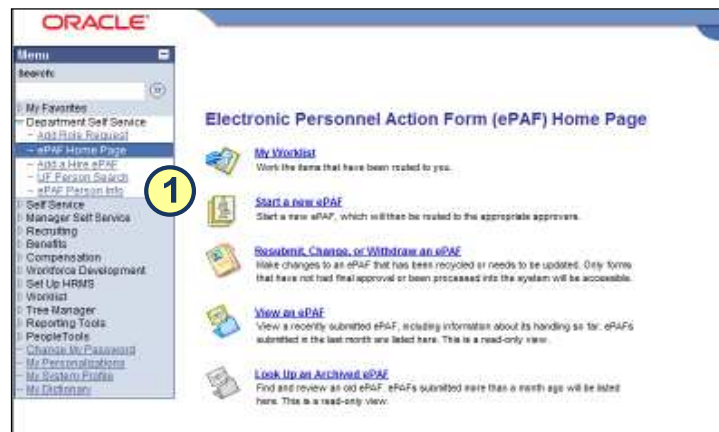 ORACLE
Menu
Search:
My Favorites
Department Self Service
Add Role Request
ePAF Home Page
Add a Hire ePAF
UF Person Search
ePAF Person Info
Self Service
Manager Self Service
Recruiting
Benefits
Compensation
Workforce Development
Set Up HRMS
Worklist
Tree Manager
Reporting Tools
PeopleTools
Change My Password
My Personalizations
My System Profile
My Dictionary
1
Electronic Personnel Action Form (ePAF) Home Page
My Worklist
Work the items that have been routed to you.
Start a new ePAF
Start a new ePAF, which will then be routed to the appropriate approvers.
Resubmit, Change, or Withdraw an ePAF
Make changes to an ePAF that has been recycled or needs to be updated. Only forms
that have not had final approval or been processed into the system will be accessible.
View an ePAF
View a recently submitted ePAF, including information about its handling so far. ePAFs
submitted in the last month are listed here. This is a read-only view.
Look Up an Archived ePAF
Find and review an old ePAF. ePAFs submitted more than a month ago will be listed
here. This is a read-only view.